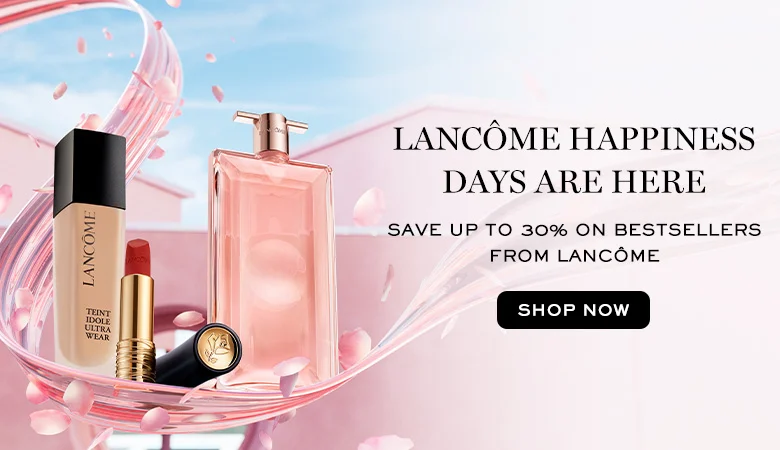 LANCÔME HAPPINESS
DAYS ARE HERE
SAVE UP TO 30% ON BESTSELLERS
FROM LANCÔME
SHOP NOW
LANCÔME
TEINT
IDOLE
ULTRA
WEAR